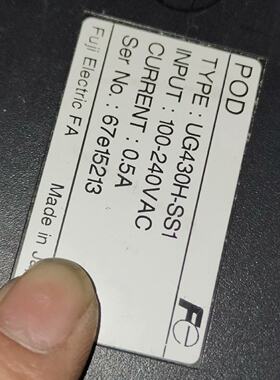 POD
TYPE : UG430H-SS1
INPUT : 100-240VAC
CURRENT : 0.5A
Ser No. : 67e15213
Fuji Electric FA Made in
Fe